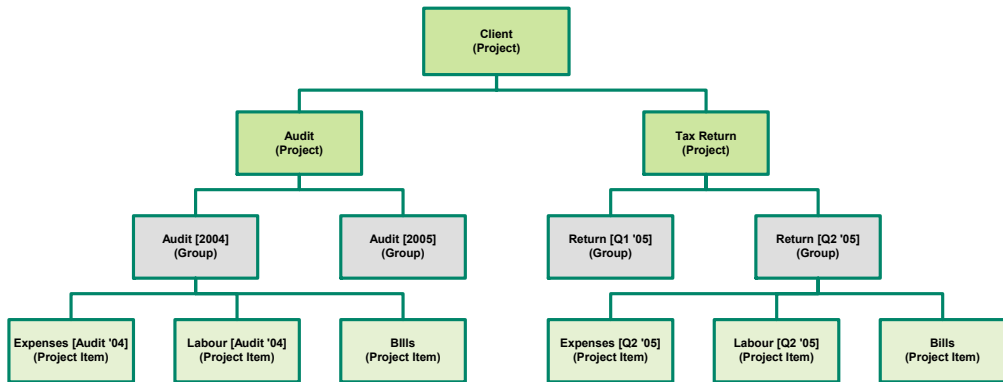 Client
(Project)
Audit
(Project)
Tax Return
(Project)
Audit [2004]
(Group)
Audit [2005]
(Group)
Return [Q1 '05]
(Group)
Return [Q2 '05]
(Group)
Expenses [Audit '04]
(Project Item)
Labour [Audit '04]
(Project Item)
BIlls
(Project Item)
Expenses [Q2 '05]
(Project Item)
Labour [Q2 '05]
(Project Item)
Bills
(Project Item)